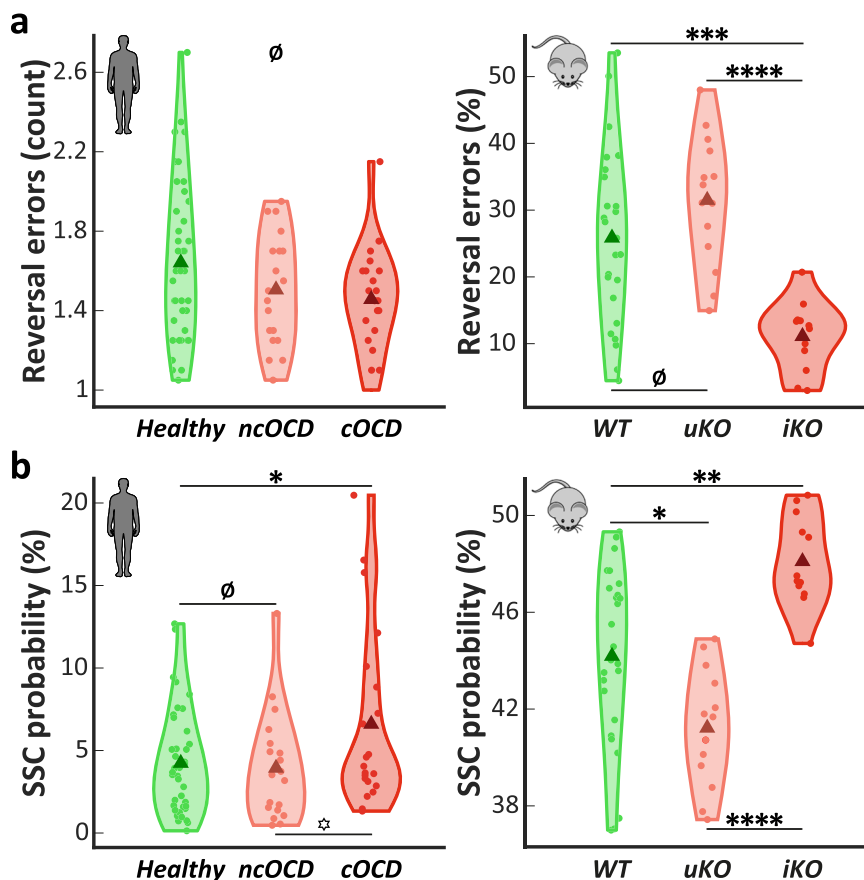 a
Reversal errors (count)
2.6
2.2
1.8
1.4
1
ø
Healthy ncOCD cOCD
Reversal errors (%)
50
40
30
20
10
***
****
ø
WT uKO iKO
b
SSC probability (%)
20
15
10
5
0
*
ø
✡
Healthy ncOCD cOCD
SSC probability (%)
50
46
42
38
**
*
****
WT uKO iKO